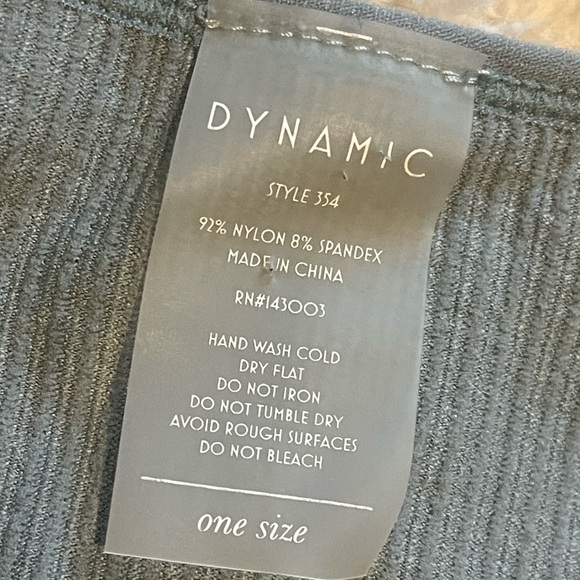 DYNAMIC
STYLE 354
92% NYLON 8% SPANDEX
MADE IN CHINA
RN#143003
HAND WASH COLD
DRY FLAT
DO NOT IRON
DO NOT TUMBLE DRY
AVOID ROUGH SURFACES
DO NOT BLEACH
one size